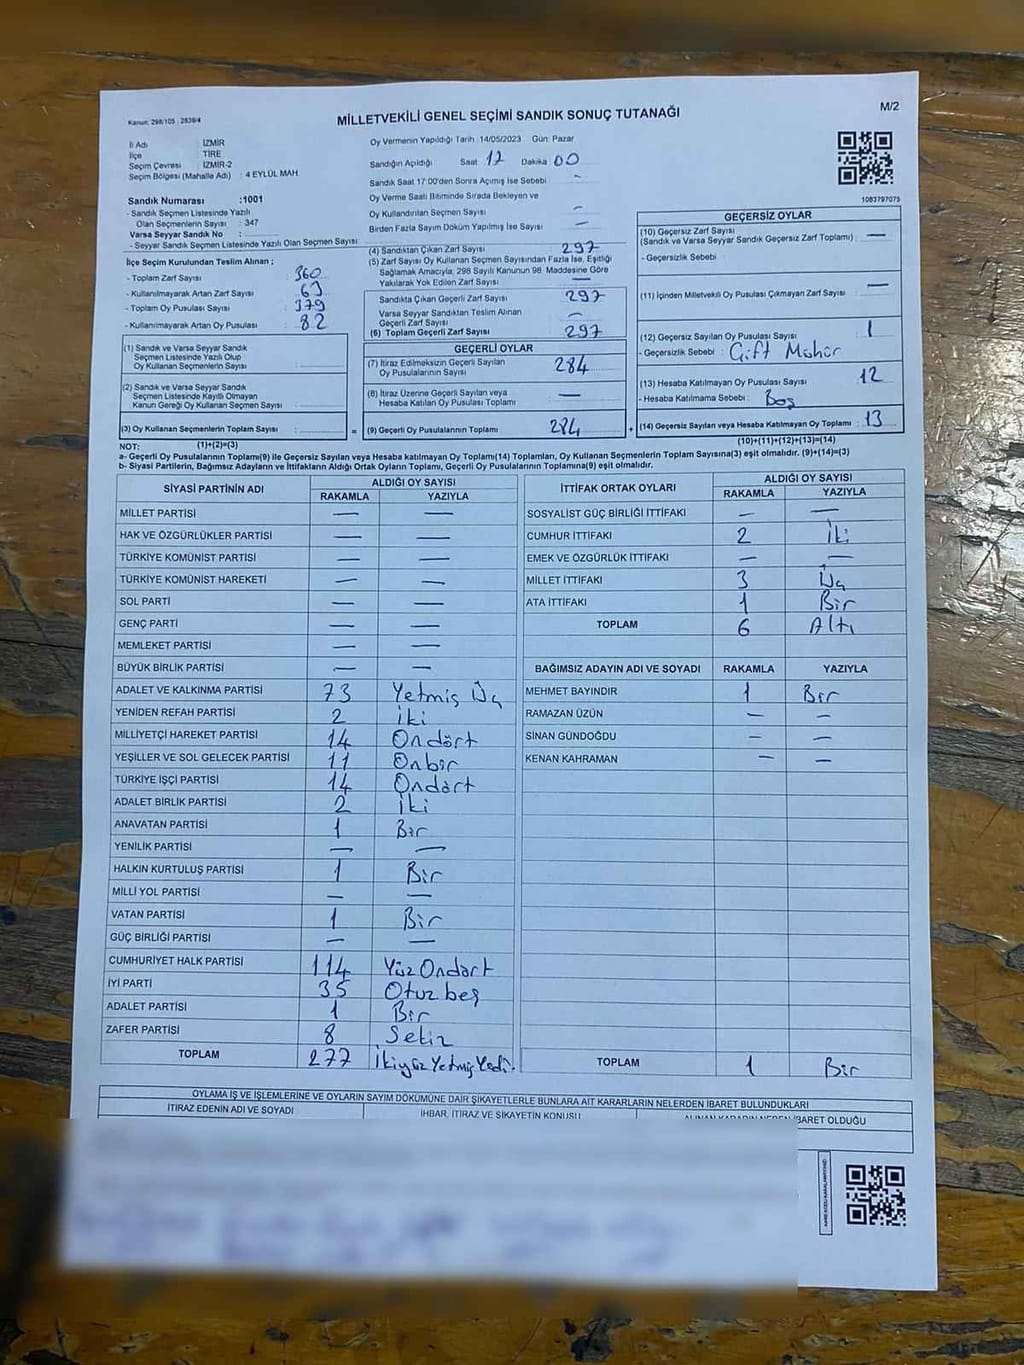 Kanun: 298/105 , 2839/4
MİLLETVEKİLİ GENEL SEÇİMİ SANDIK SONUÇ TUTANAĞI
M/2
İl Adı İZMİR
İlçe TİRE
Seçim Çevresi İZMİR-2
Seçim Bölgesi (Mahalle Adı) : 4 EYLÜL MAH.
Oy Vermenin Yapıldığı Tarih :14/05/2023 Gün: Pazar
Sandığın Açıldığı Saat 17 Dakika 00
Sandık Saat 17:00'den Sonra Açılmış İse Sebebi -
Oy Verme Saati Bitiminde Sırada Bekleyen ve
Oy Kullandırılan Seçmen Sayısı -
Birden Fazla Sayım Dökümü Yapılmış İse Sayısı -
1083797075
Sandık Numarası :1001
- Sandık Seçmen Listesinde Yazılı
Olan Seçmenlerin Sayısı : 347
Varsa Seyyar Sandık No :
- Seyyar Sandık Seçmen Listesinde Yazılı Olan Seçmen Sayısı:
İlçe Seçim Kurulundan Teslim Alınan ;
- Toplam Zarf Sayısı : 360
- Kullanılmayarak Artan Zarf Sayısı : 63
- Toplam Oy Pusulası Sayısı : 379
- Kullanılmayarak Artan Oy Pusulası : 82
(1) Sandık ve Varsa Seyyar Sandık
Seçmen Listesinde Yazılı Olup
Oy Kullanan Seçmenlerin Sayısı :
(2) Sandık ve Varsa Seyyar Sandık
Seçmen Listesinde Kayıtlı Olmayan
Kanun Gereği Oy Kullanan Seçmen Sayısı :
(3) Oy Kullanan Seçmenlerin Toplam Sayısı :
(4) Sandıktan Çıkan Zarf Sayısı : 297
(5) Zarf Sayısı Oy Kullanan Seçmen Sayısından Fazla İse, Eşitliği
Sağlamak Amacıyla, 298 Sayılı Kanunun 98. Maddesine Göre
Yakılarak Yok Edilen Zarf Sayısı : —
Sandıkta Çıkan Geçerli Zarf Sayısı : 297
Varsa Seyyar Sandıktan Teslim Alınan
Geçerli Zarf Sayısı : —
(6) Toplam Geçerli Zarf Sayısı : 297
GEÇERLİ OYLAR
(7) İtiraz Edilmeksizin Geçerli Sayılan
Oy Pusulalarının Sayısı : 284
(8) İtiraz Üzerine Geçerli Sayılan veya
Hesaba Katılan Oy Pusulası Toplamı : —
= (9) Geçerli Oy Pusulalarının Toplamı : 284
GEÇERSİZ OYLAR
(10) Geçersiz Zarf Sayısı
(Sandık ve Varsa Seyyar Sandık Geçersiz Zarf Toplamı) : —
- Geçersizlik Sebebi :
(11) İçinden Milletvekili Oy Pusulası Çıkmayan Zarf Sayısı : —
(12) Geçersiz Sayılan Oy Pusulası Sayısı : 1
- Geçersizlik Sebebi : Çift Mühür
(13) Hesaba Katılmayan Oy Pusulası Sayısı : 12
- Hesaba Katılmama Sebebi : Boş
+ (14) Geçersiz Sayılan veya Hesaba Katılmayan Oy Toplamı : 13
NOT: (1)+(2)=(3) (10)+(11)+(12)+(13)=(14)
a- Geçerli Oy Pusulalarının Toplamı(9) ile Geçersiz Sayılan veya Hesaba katılmayan Oy Toplamı(14) Toplamları, Oy Kullanan Seçmenlerin Toplam Sayısına(3) eşit olmalıdır. (9)+(14)=(3)
b- Siyasi Partilerin, Bağımsız Adayların ve İttifakların Aldığı Ortak Oyların Toplamı, Geçerli Oy Pusulalarının Toplamına(9) eşit olmalıdır.
SİYASİ PARTİNİN ADI ALDIĞI OY SAYISI
RAKAMLA YAZIYLA
MİLLET PARTİSİ — —
HAK VE ÖZGÜRLÜKLER PARTİSİ — —
TÜRKİYE KOMÜNİST PARTİSİ — —
TÜRKİYE KOMÜNİST HAREKETİ — —
SOL PARTİ — —
GENÇ PARTİ — —
MEMLEKET PARTİSİ — —
BÜYÜK BİRLİK PARTİSİ — —
ADALET VE KALKINMA PARTİSİ 73 Yetmiş Üç
YENİDEN REFAH PARTİSİ 2 İki
MİLLİYETÇİ HAREKET PARTİSİ 14 Ondört
YEŞİLLER VE SOL GELECEK PARTİSİ 11 Onbir
TÜRKİYE İŞÇİ PARTİSİ 14 Ondört
ADALET BİRLİK PARTİSİ 2 İki
ANAVATAN PARTİSİ 1 Bir
YENİLİK PARTİSİ — —
HALKIN KURTULUŞ PARTİSİ 1 Bir
MİLLİ YOL PARTİSİ — —
VATAN PARTİSİ 1 Bir
GÜÇ BİRLİĞİ PARTİSİ — —
CUMHURİYET HALK PARTİSİ 114 Yüz Ondört
İYİ PARTİ 35 Otuz beş
ADALET PARTİSİ 1 Bir
ZAFER PARTİSİ 8 Sekiz
TOPLAM 277 İkiyüz Yetmiş Yedi.
İTTİFAK ORTAK OYLARI ALDIĞI OY SAYISI
RAKAMLA YAZIYLA
SOSYALİST GÜÇ BİRLİĞİ İTTİFAKI — —
CUMHUR İTTİFAKI 2 İki
EMEK VE ÖZGÜRLÜK İTTİFAKI — —
MİLLET İTTİFAKI 3 Üç
ATA İTTİFAKI 1 Bir
TOPLAM 6 Altı
BAĞIMSIZ ADAYIN ADI VE SOYADI RAKAMLA YAZIYLA
MEHMET BAYINDIR 1 Bir
RAMAZAN ÜZÜN — —
SİNAN GÜNDOĞDU — —
KENAN KAHRAMAN — —
TOPLAM 1 Bir
OYLAMA İŞ VE İŞLEMLERİNE VE OYLARIN SAYIM DÖKÜMÜNE DAİR ŞİKAYETLERLE BUNLARA AİT KARARLARIN NELERDEN İBARET BULUNDUKLARI
İTİRAZ EDENİN ADI VE SOYADI İHBAR, İTİRAZ VE ŞİKAYETİN KONUSU ALINAN KARARIN NEDEN İBARET OLDUĞU